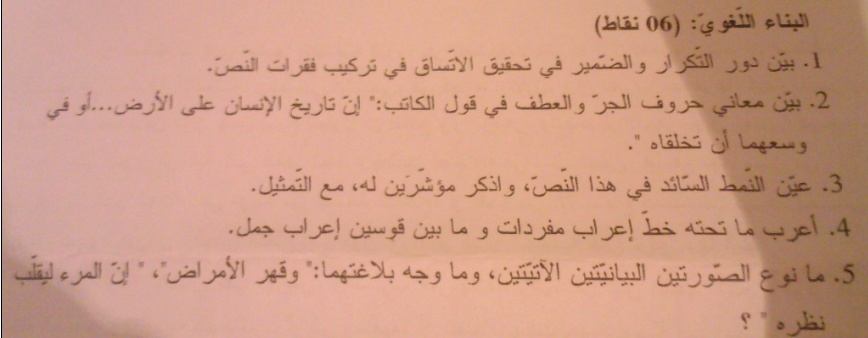 البناء اللّغويّ: (06 نقاط)
1. بيّن دور التّكرار والضّمير في تحقيق الاتّساق في تركيب فقرات النّصّ.
2. بيّن معاني حروف الجرّ والعطف في قول الكاتب:" إنّ تاريخ الإنسان على الأرض...أو في
وسعهما أن تخلقاه ".
3. عيّن النّمط السّائد في هذا النّصّ، واذكر مؤشّرَين له، مع التّمثيل.
4. أعرب ما تحته خطّ إعراب مفردات و ما بين قوسين إعراب جمل.
5. ما نوع الصّورتين البيانيّتين الآتيّتين، وما وجه بلاغتهما:" وقهر الأمراض"، " إنّ المرء ليقلّب
نظره " ؟